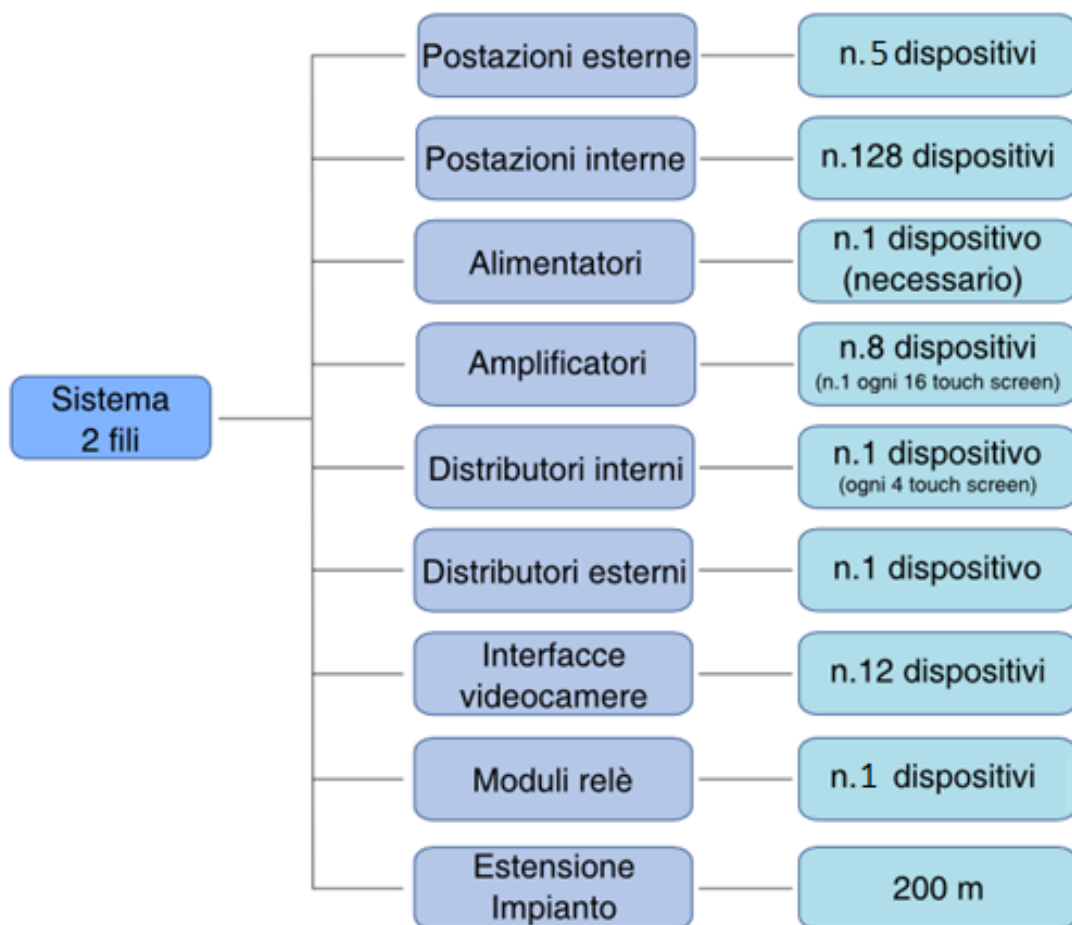 Postazioni esterne
n.5 dispositivi
Postazioni interne
n.128 dispositivi
Alimentatori
n.1 dispositivo
(necessario)
Amplificatori
n.8 dispositivi
(n.1 ogni 16 touch screen)
Sistema
2 fili
Distributori interni
n.1 dispositivo
(ogni 4 touch screen)
Distributori esterni
n.1 dispositivo
Interfacce
videocamere
n.12 dispositivi
Moduli relè
n.1 dispositivi
Estensione
Impianto
200 m